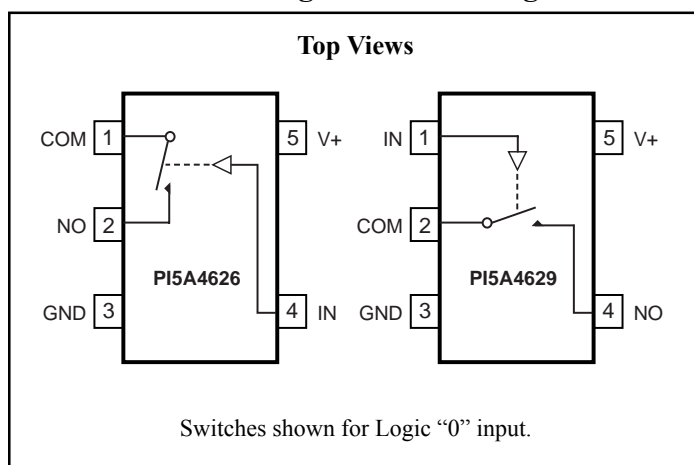 Top Views
COM 1
5 V+
NO 2
PI5A4626
GND 3
4 IN
IN 1
5 V+
COM 2
PI5A4629
GND 3
4 NO
Switches shown for Logic “0” input.